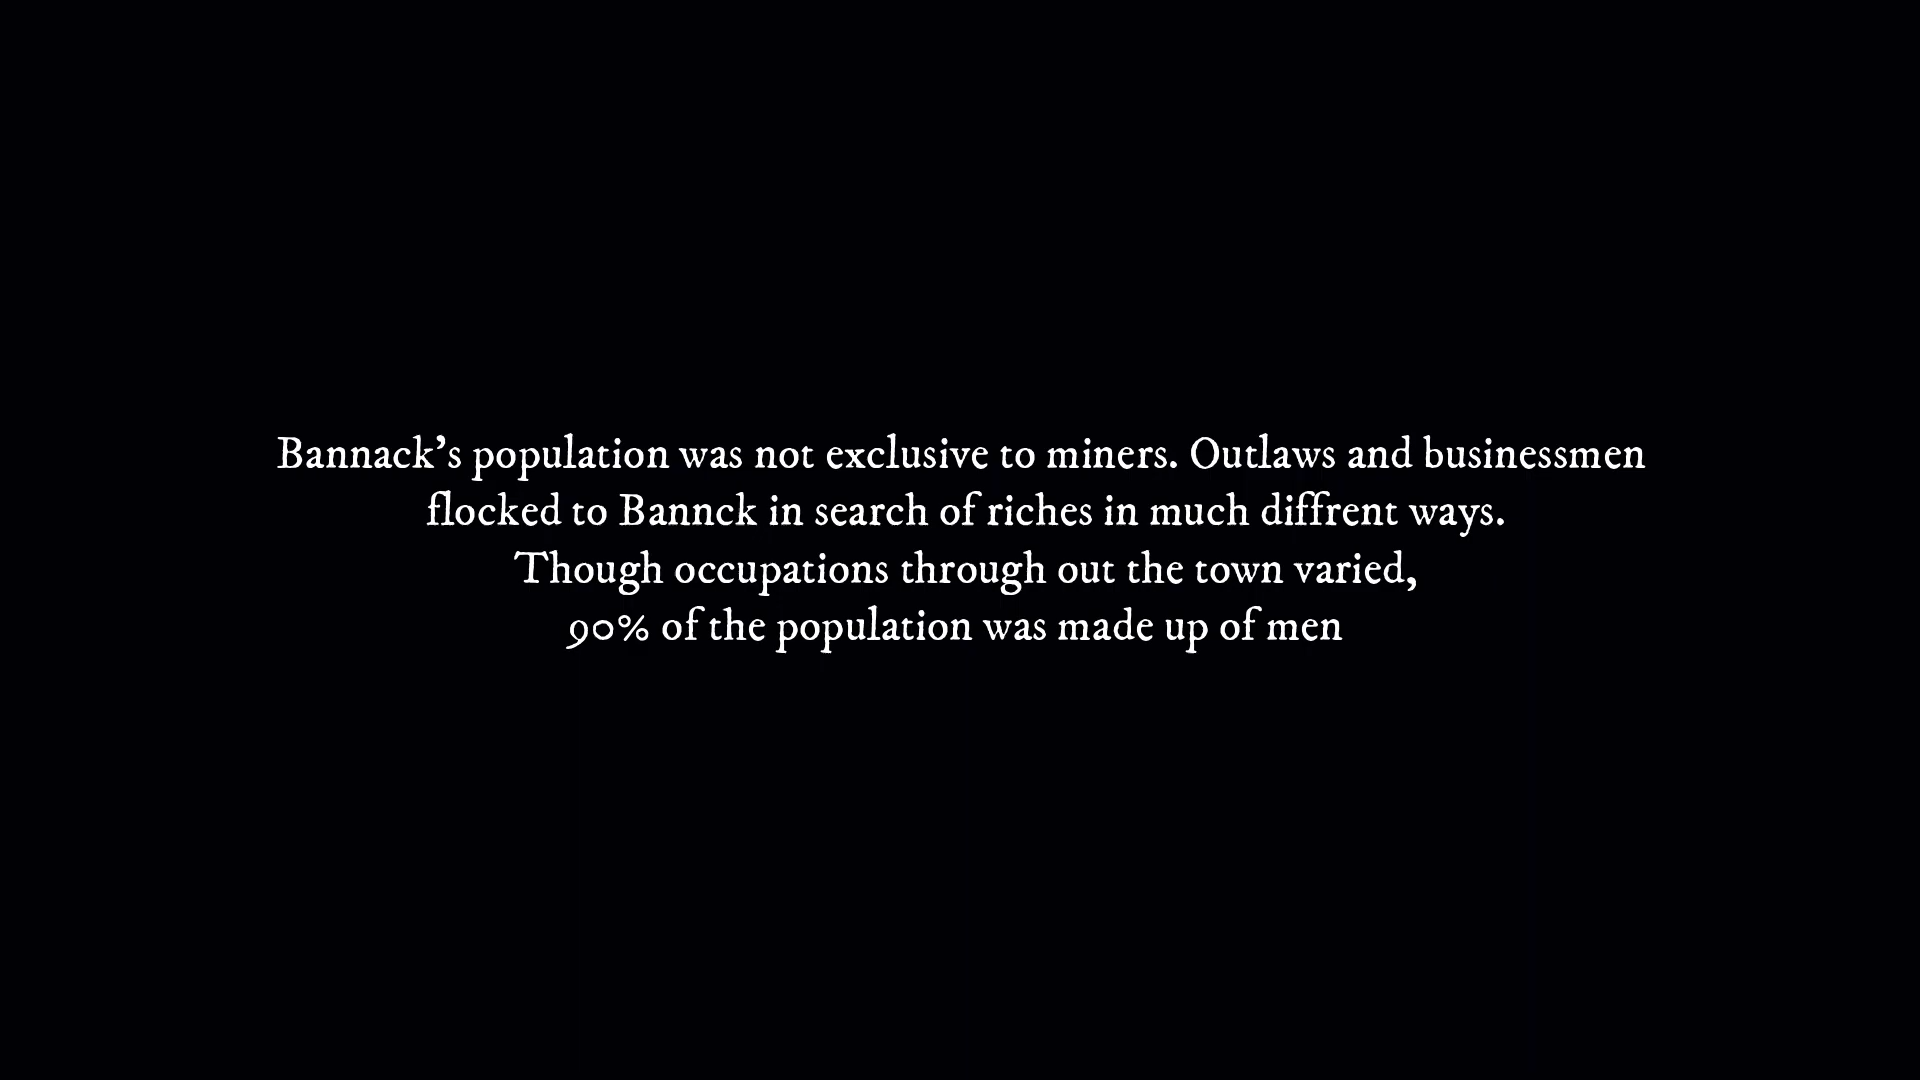 Bannack's population was not exclusive to miners. Outlaws and businessmen
flocked to Bannck in search of riches in much diffrent ways.
Though occupations through out the town varied,
90% of the population was made up of men